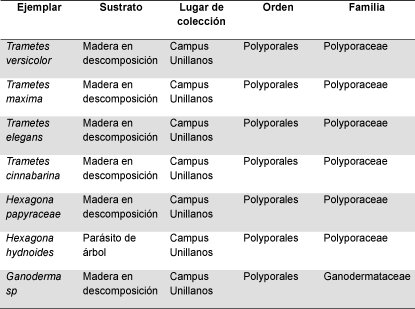 Ejemplar Sustrato Lugar de colección Orden Familia
Trametes versicolor Madera en descomposición Campus Unillanos Polyporales Polyporaceae
Trametes maxima Madera en descomposición Campus Unillanos Polyporales Polyporaceae
Trametes elegans Madera en descomposición Campus Unillanos Polyporales Polyporaceae
Trametes cinnabarina Madera en descomposición Campus Unillanos Polyporales Polyporaceae
Hexagona papyraceae Madera en descomposición Campus Unillanos Polyporales Polyporaceae
Hexagona hydnoides Parásito de árbol Campus Unillanos Polyporales Polyporaceae
Ganoderma sp Madera en descomposición Campus Unillanos Polyporales Ganodermataceae